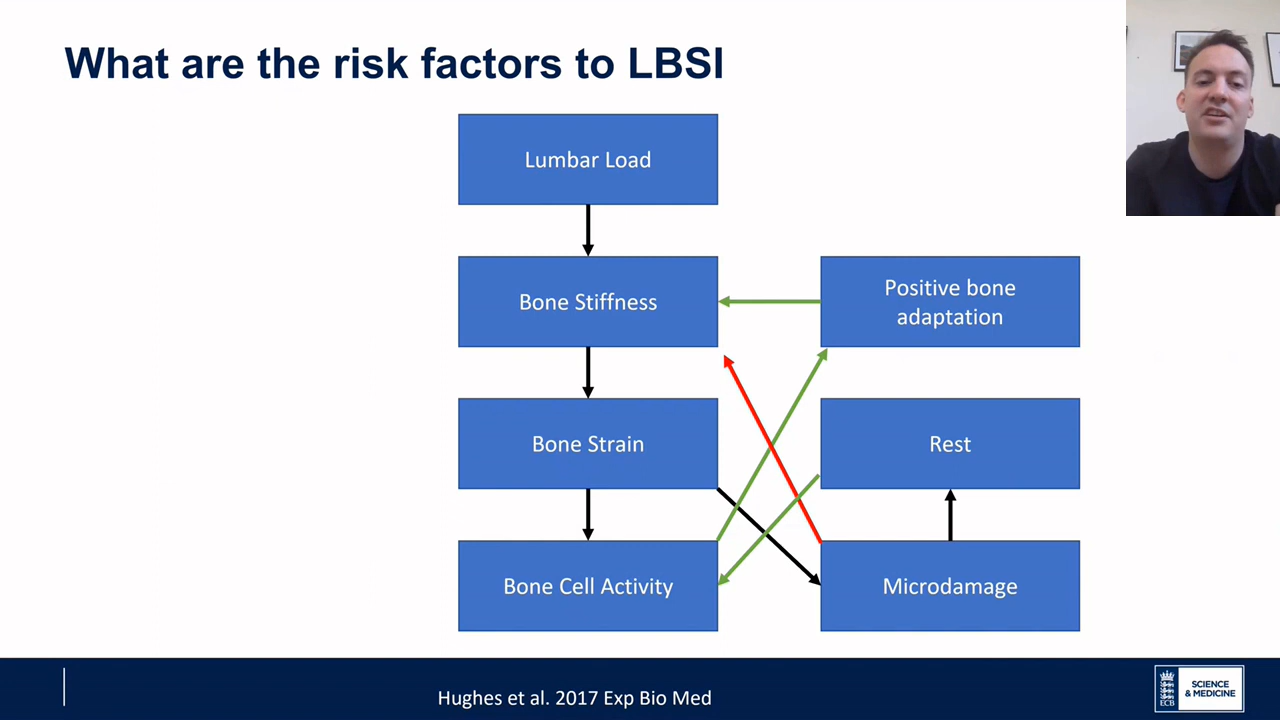 What are the risk factors to LBSI
Lumbar Load
Bone Stiffness
Positive bone
adaptation
Bone Strain
Rest
Bone Cell Activity
Microdamage
Hughes et al. 2017 Exp Bio Med
ECB
SCIENCE
& MEDICINE